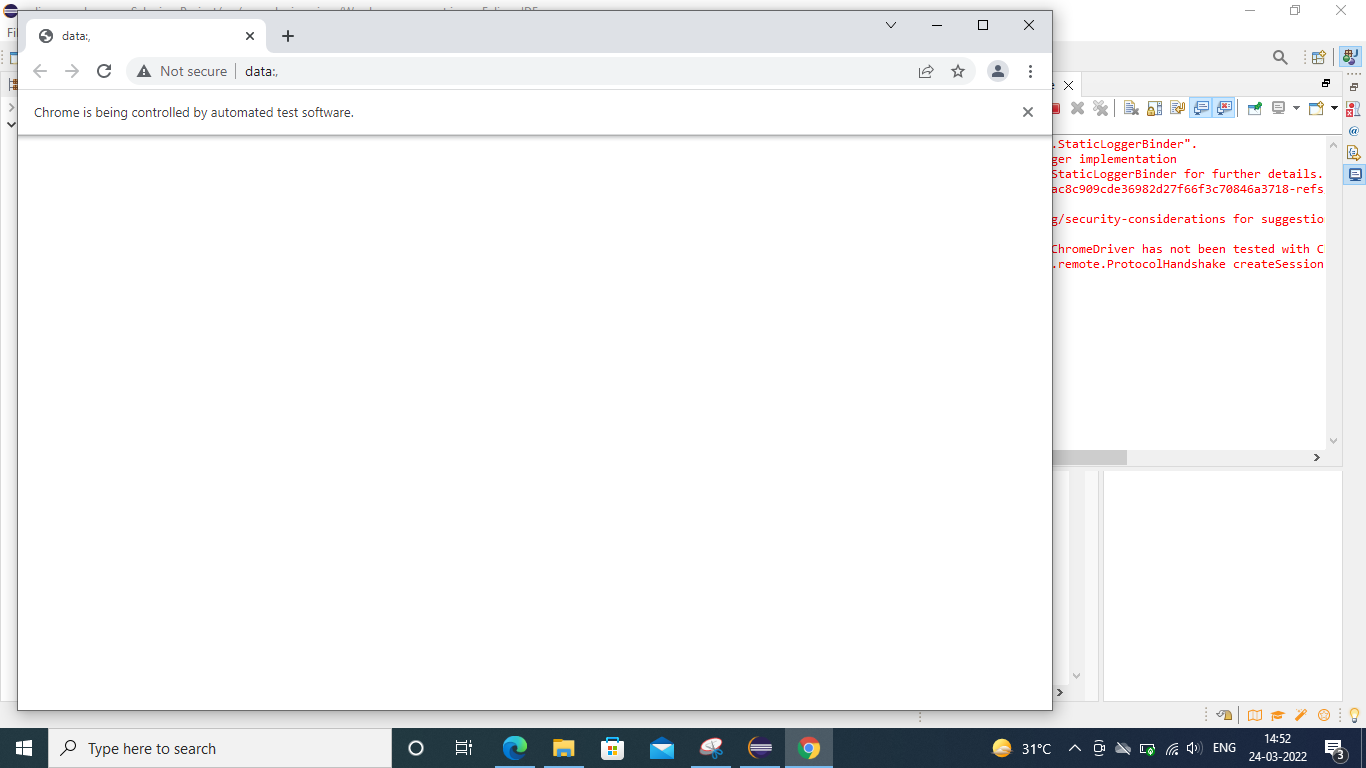 data:,
Not secure
data:,
Chrome is being controlled by automated test software.
.StaticLoggerBinder".
ger implementation
StaticLoggerBinder for further details.
ac8c909cde36982d27f66f3c70846a3718-refs
g/security-considerations for suggestio
ChromeDriver has not been tested with C
.remote.ProtocolHandshake createSession
Type here to search
31°C
ENG
14:52
24-03-2022
3